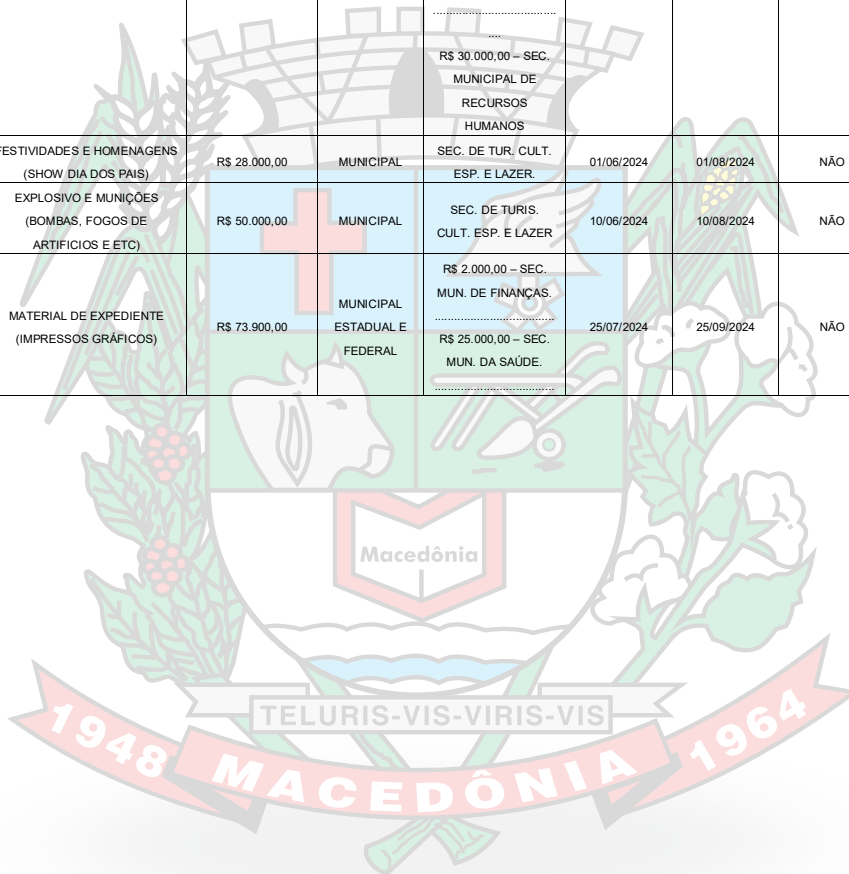 ....................................
....
R$ 30.000,00 – SEC.
MUNICIPAL DE
RECURSOS
HUMANOS
FESTIVIDADES E HOMENAGENS
(SHOW DIA DOS PAIS)
R$ 28.000,00
MUNICIPAL
SEC. DE TUR. CULT.
ESP. E LAZER.
01/06/2024
01/08/2024
NÃO
EXPLOSIVO E MUNIÇÕES
(BOMBAS, FOGOS DE
ARTIFICIOS E ETC)
R$ 50.000,00
MUNICIPAL
SEC. DE TURIS.
CULT. ESP. E LAZER
10/06/2024
10/08/2024
NÃO
MATERIAL DE EXPEDIENTE
(IMPRESSOS GRÁFICOS)
R$ 73.900,00
MUNICIPAL
ESTADUAL E
FEDERAL
R$ 2.000,00 – SEC.
MUN. DE FINANÇAS.
....................................
R$ 25.000,00 – SEC.
MUN. DA SAÚDE.
....................................
25/07/2024
25/09/2024
NÃO
Macedônia
TELURIS-VIS-VIRIS-VIS
1948 MACEDÔNIA 1964